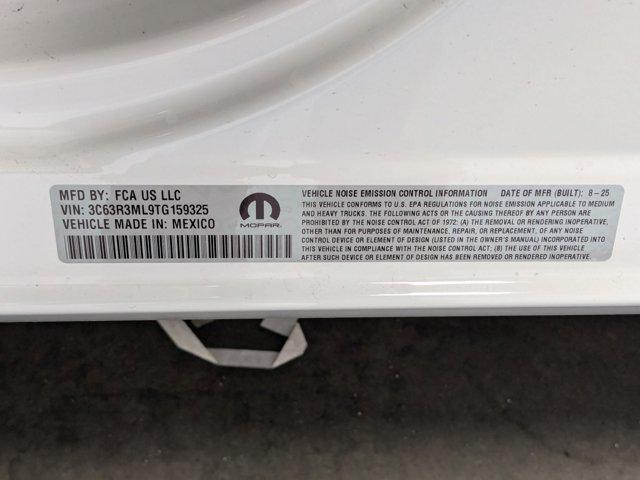 MFD BY: FCA US LLC
VIN: 3C63R3ML9TG159325
VEHICLE MADE IN: MEXICO
MOPAR
VEHICLE NOISE EMISSION CONTROL INFORMATION DATE OF MFR (BUILT): 8-25
THIS VEHICLE CONFORMS TO U.S. EPA REGULATIONS FOR NOISE EMISSION APPLICABLE TO MEDIUM
AND HEAVY TRUCKS. THE FOLLOWING ACTS OR THE CAUSING THEREOF BY ANY PERSON ARE
PROHIBITED BY THE NOISE CONTROL ACT OF 1972: (A) THE REMOVAL OR RENDERING INOPERATIVE,
OTHER THAN FOR PURPOSES OF MAINTENANCE, REPAIR, OR REPLACEMENT, OF ANY NOISE
CONTROL DEVICE OR ELEMENT OF DESIGN (LISTED IN THE OWNER'S MANUAL) INCORPORATED INTO
THIS VEHICLE IN COMPLIANCE WITH THE NOISE CONTROL ACT: (B) THE USE OF THIS VEHICLE
AFTER SUCH DEVICE OR ELEMENT OF DESIGN HAS BEEN REMOVED OR RENDERED INOPERATIVE.